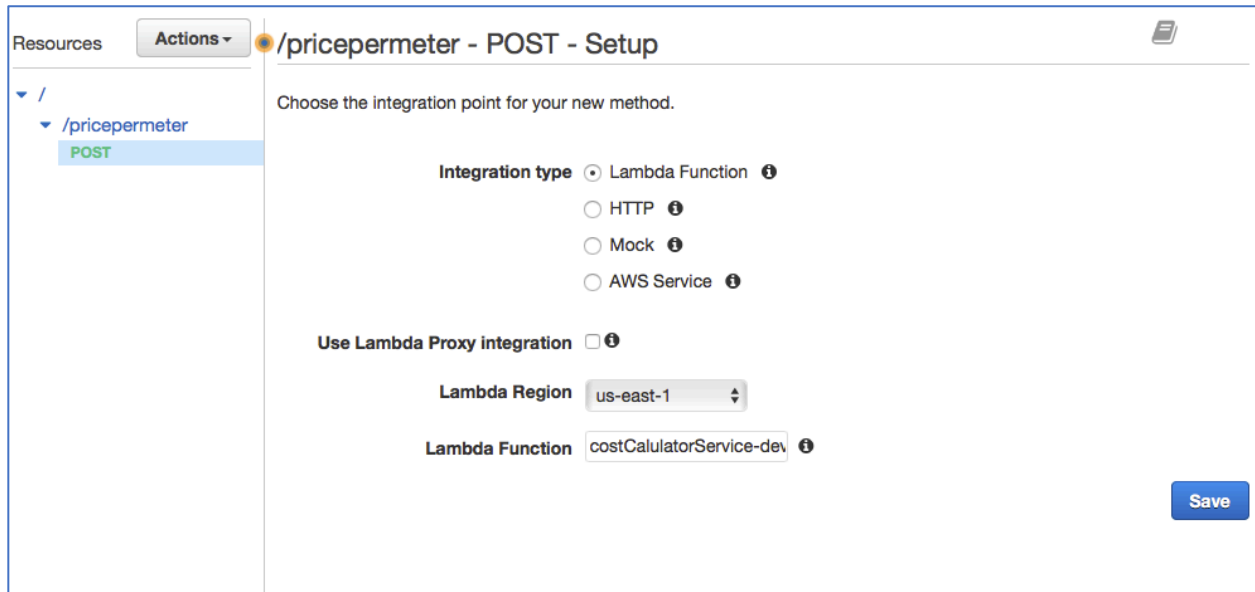 Resources
Actions
/pricepermeter - POST - Setup
/
/pricepermeter
POST
Choose the integration point for your new method.
Integration type
Lambda Function
HTTP
Mock
AWS Service
Use Lambda Proxy integration
Lambda Region
us-east-1
Lambda Function
costCalulatorService-dev
Save